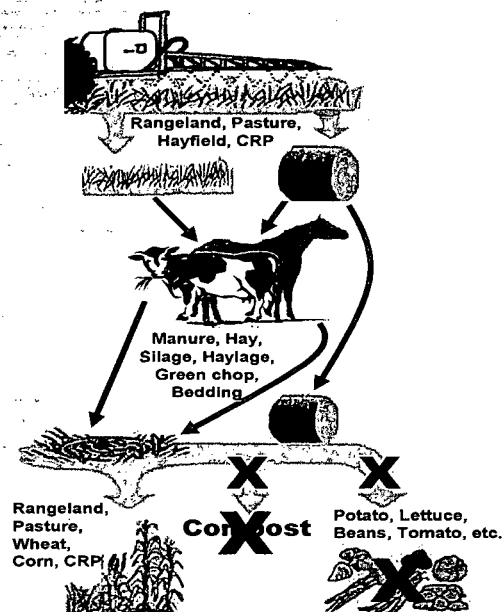 Rangeland, Pasture,
Hayfield, CRP
Manure, Hay,
Silage, Haylage,
Green chop,
Bedding
Rangeland,
Pasture,
Wheat,
Corn, CRP
Compost
Potato, Lettuce,
Beans, Tomato, etc.